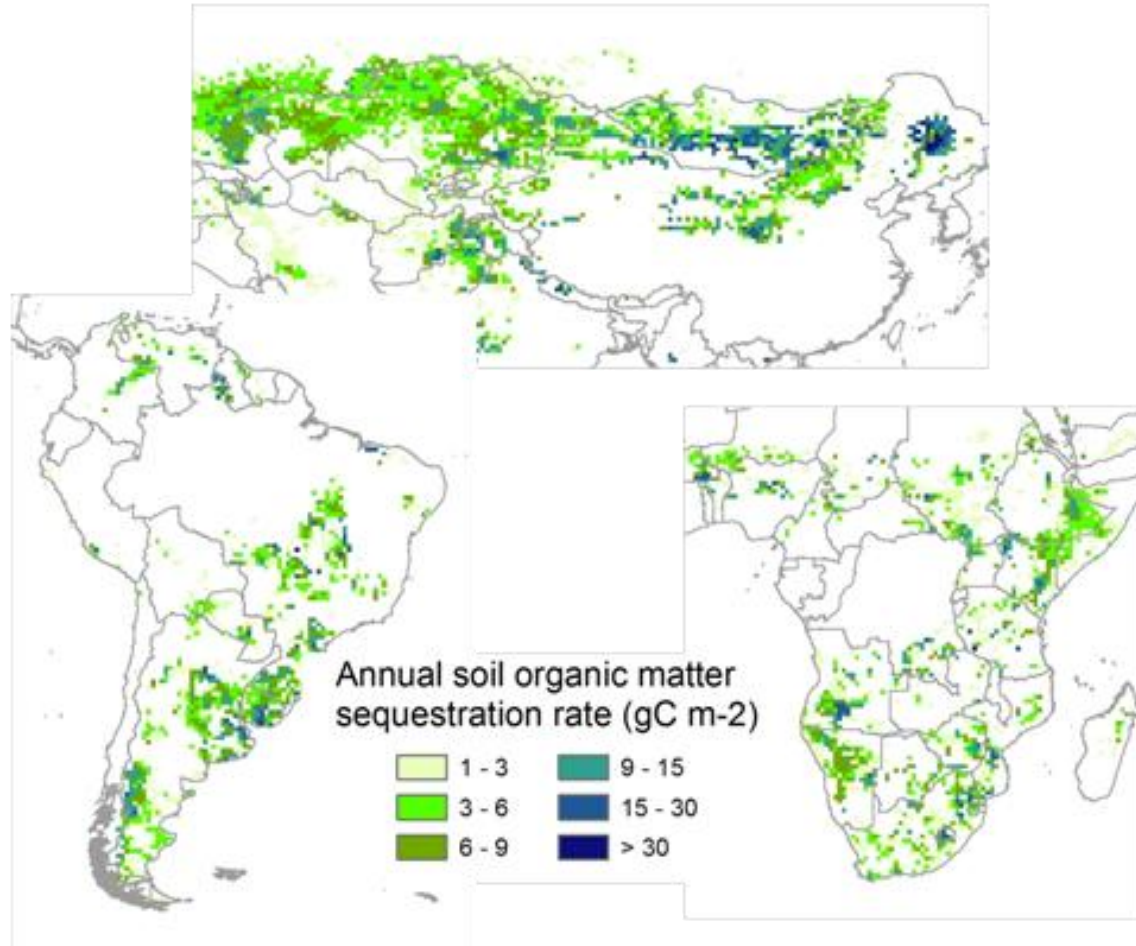 Annual soil organic matter
sequestration rate (gC m-2)
1 - 3
9 - 15
3 - 6
15 - 30
6 - 9
> 30